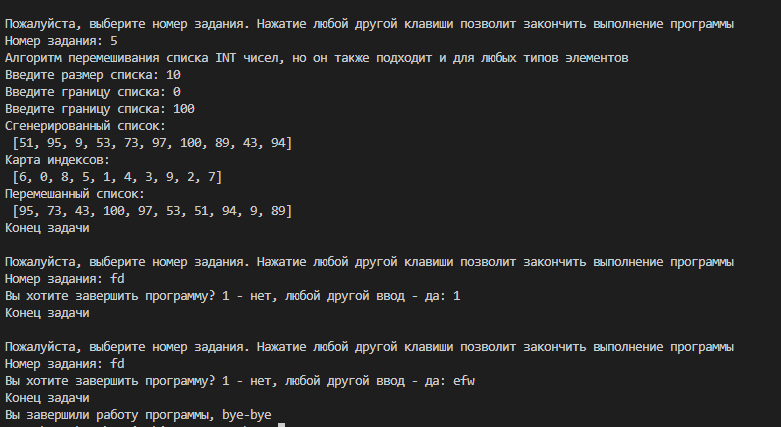 Пожалуйста, выберите номер задания. Нажатие любой другой клавиши позволит закончить выполнение программы
Номер задания: 5
Алгоритм перемешивания списка INT чисел, но он также подходит и для любых типов элементов
Введите размер списка: 10
Введите границу списка: 0
Введите границу списка: 100
Сгенерированный список:
[51, 95, 9, 53, 73, 97, 100, 89, 43, 94]
Карта индексов:
[6, 0, 8, 5, 1, 4, 3, 9, 2, 7]
Перемешанный список:
[95, 73, 43, 100, 97, 53, 51, 94, 9, 89]
Конец задачи
Пожалуйста, выберите номер задания. Нажатие любой другой клавиши позволит закончить выполнение программы
Номер задания: fd
Вы хотите завершить программу? 1 - нет, любой другой ввод - да: 1
Конец задачи
Пожалуйста, выберите номер задания. Нажатие любой другой клавиши позволит закончить выполнение программы
Номер задания: fd
Вы хотите завершить программу? 1 - нет, любой другой ввод - да: efw
Конец задачи
Вы завершили работу программы, bye-bye